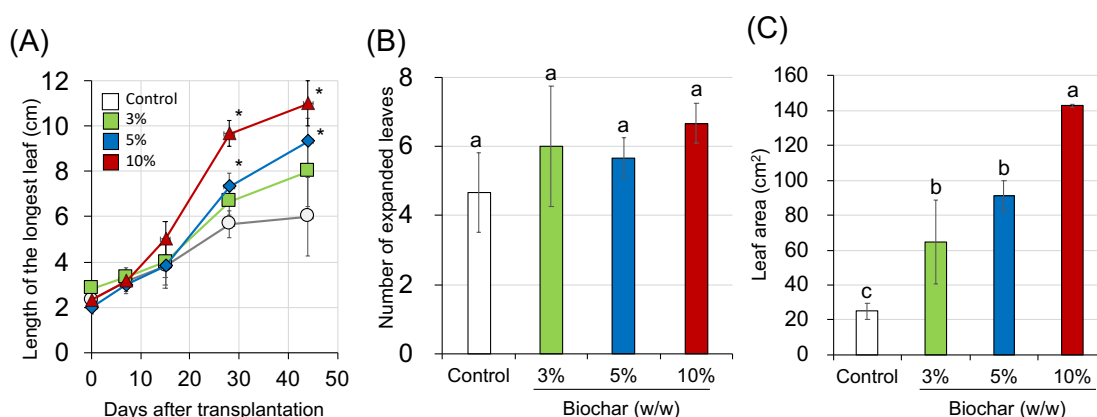 (A)
Length of the longest leaf (cm)
12
10
8
6
4
2
0
Control
3%
5%
10%
*
*
*
*
0 10 20 30 40 50
Days after transplantation
(B)
Number of expanded leaves
8
6
4
2
0
a
a
a
a
Control 3% 5% 10%
Biochar (w/w)
(C)
Leaf area (cm²)
160
140
120
100
80
60
40
20
0
c
b
b
a
Control 3% 5% 10%
Biochar (w/w)